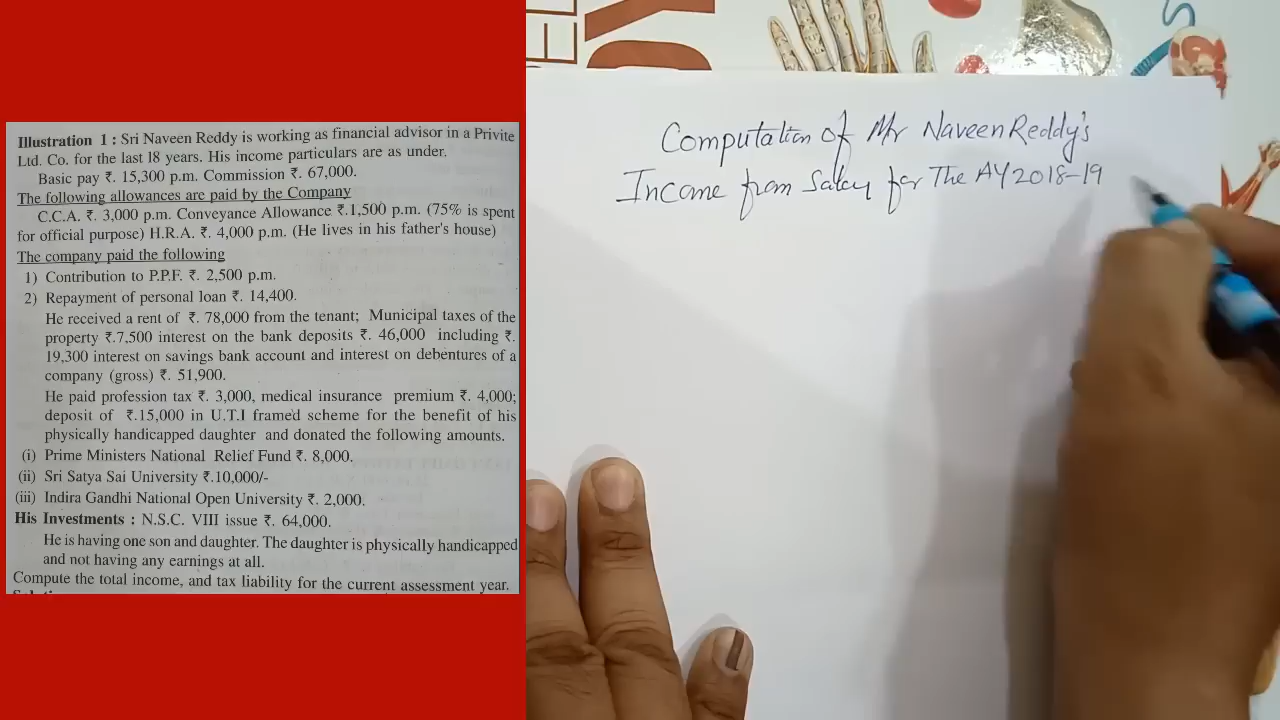 Illustration 1 : Sri Naveen Reddy is working as financial advisor in a Privite
Ltd. Co. for the last 18 years. His income particulars are as under.
Basic pay ₹. 15,300 p.m. Commission ₹. 67,000.
The following allowances are paid by the Company
C.C.A. ₹. 3,000 p.m. Conveyance Allowance ₹.1,500 p.m. (75% is spent
for official purpose) H.R.A. ₹. 4,000 p.m. (He lives in his father's house)
The company paid the following
1) Contribution to P.P.F. ₹. 2,500 p.m.
2) Repayment of personal loan ₹. 14,400.
He received a rent of ₹. 78,000 from the tenant; Municipal taxes of the
property ₹.7,500 interest on the bank deposits ₹. 46,000 including ₹.
19,300 interest on savings bank account and interest on debentures of a
company (gross) ₹. 51,900.
He paid profession tax ₹. 3,000, medical insurance premium ₹. 4,000;
deposit of ₹.15,000 in U.T.I framed scheme for the benefit of his
physically handicapped daughter and donated the following amounts.
(i) Prime Ministers National Relief Fund ₹. 8,000.
(ii) Sri Satya Sai University ₹.10,000/-
(iii) Indira Gandhi National Open University ₹. 2,000.
His Investments : N.S.C. VIII issue ₹. 64,000.
He is having one son and daughter. The daughter is physically handicapped
and not having any earnings at all.
Compute the total income, and tax liability for the current assessment year.
Computation of Mr Naveen Reddy's
Income from Salary for The AY 2018-19